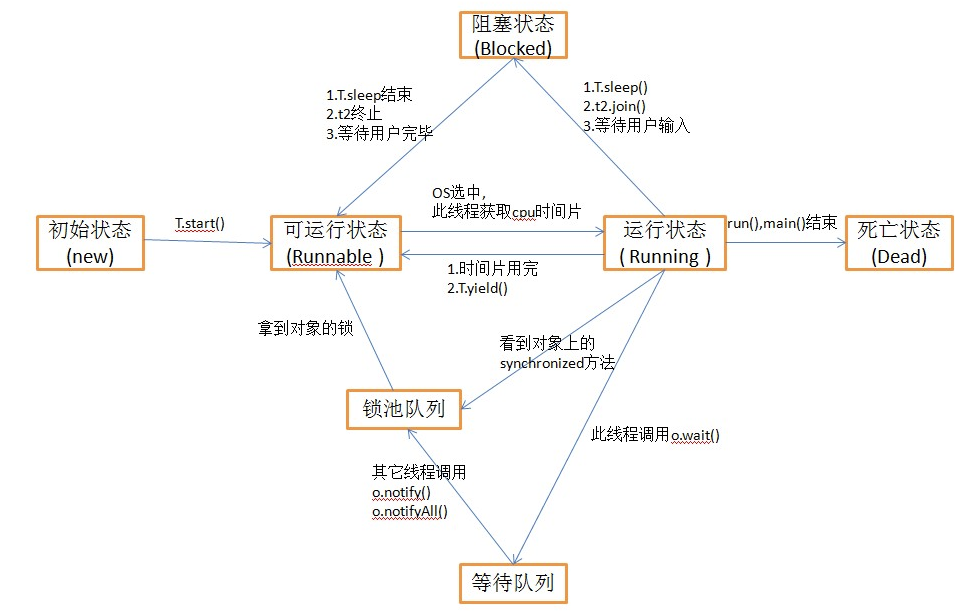 阻塞状态
(Blocked)
1.T.sleep结束
2.t2终止
3.等待用户完毕
1.T.sleep()
2.t2.join()
3.等待用户输入
OS选中，
此线程获取cpu时间片
初始状态
(new)
T.start()
可运行状态
(Runnable )
运行状态
( Running )
run(),main()结束
死亡状态
(Dead)
1.时间片用完
2.T.yield()
拿到对象的锁
看到对象上的
synchronized方法
锁池队列
此线程调用o.wait()
其它线程调用
o.notify()
o.notifyAll()
等待队列